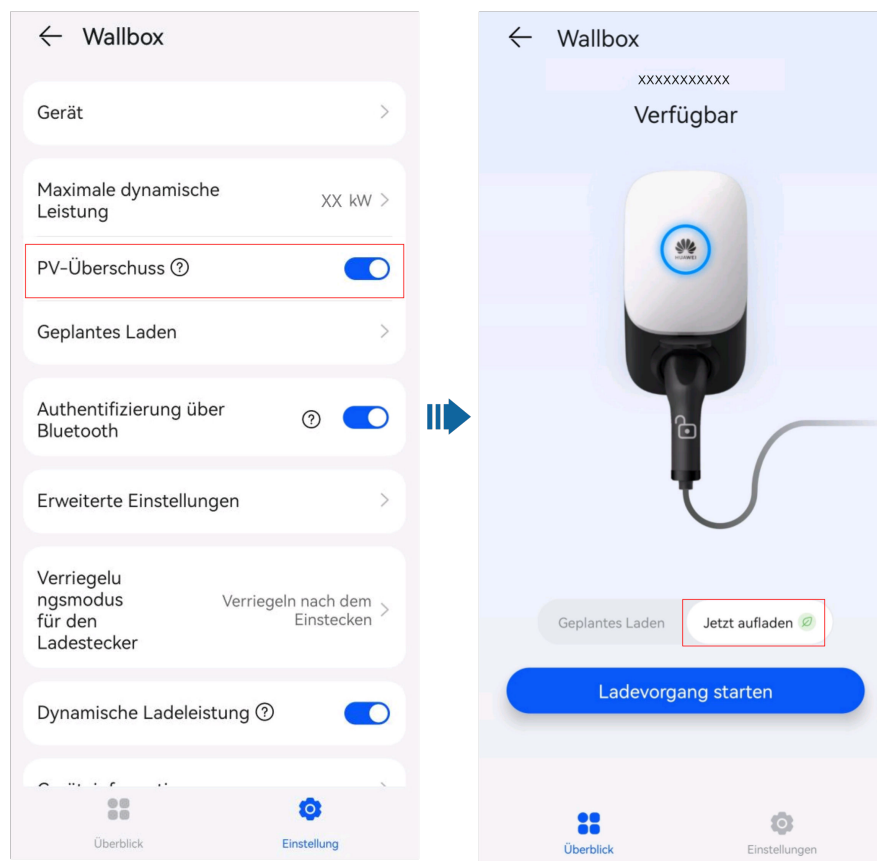 Wallbox
Gerät
Maximale dynamische
Leistung
XX kW
PV-Überschuss
Geplantes Laden
Authentifizierung über
Bluetooth
Erweiterte Einstellungen
Verriegelu
ngsmodus
für den
Ladestecker
Verriegeln nach dem
Einstecken
Dynamische Ladeleistung
Überblick
Einstellung
Wallbox
xxxxxxxxxxx
Verfügbar
HUAWEI
Geplantes Laden
Jetzt aufladen
Ladevorgang starten
Überblick
Einstellungen